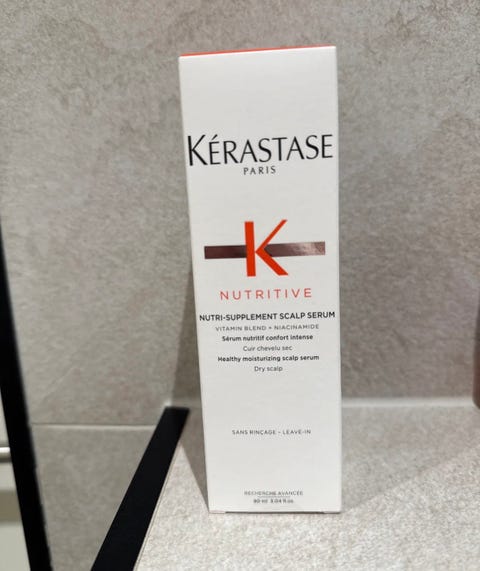 KÉRASTASE
PARIS
K
NUTRITIVE
NUTRI-SUPPLEMENT SCALP SERUM
VITAMIN BLEND + NIACINAMIDE
Sérum nutritif confort intense
Cuir chevelu sec
Healthy moisturizing scalp serum
Dry scalp
SANS RINÇAGE - LEAVE-IN
RECHERCHE AVANCÉE
90 ml 3.04 fl.oz.